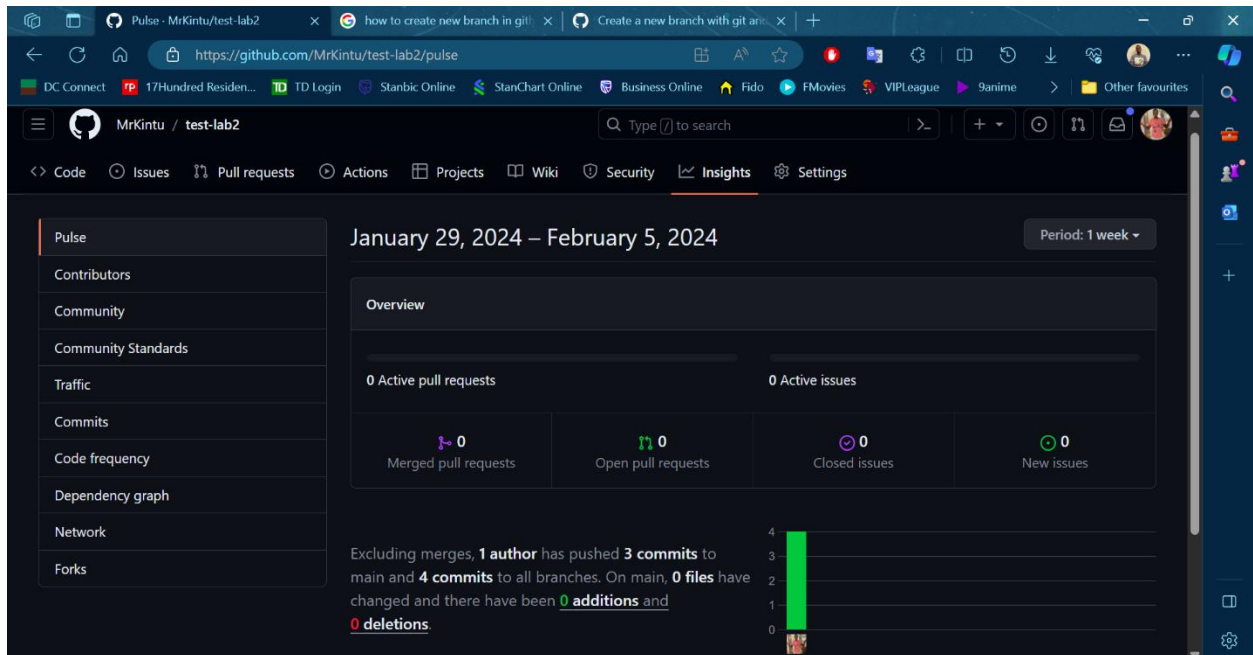 Pulse · MrKintu/test-lab2
how to create new branch in gith
Create a new branch with git and
https://github.com/MrKintu/test-lab2/pulse
DC Connect
17Hundred Residen...
TD Login
Stanbic Online
StanChart Online
Business Online
Fido
FMovies
VIPLeague
9anime
Other favourites
MrKintu / test-lab2
Type / to search
Code
Issues
Pull requests
Actions
Projects
Wiki
Security
Insights
Settings
Pulse
Contributors
Community
Community Standards
Traffic
Commits
Code frequency
Dependency graph
Network
Forks
January 29, 2024 – February 5, 2024
Period: 1 week
Overview
0 Active pull requests
0 Active issues
0
Merged pull requests
0
Open pull requests
0
Closed issues
0
New issues
Excluding merges, 1 author has pushed 3 commits to
main and 4 commits to all branches. On main, 0 files have
changed and there have been 0 additions and
0 deletions.
4
3
2
1
0